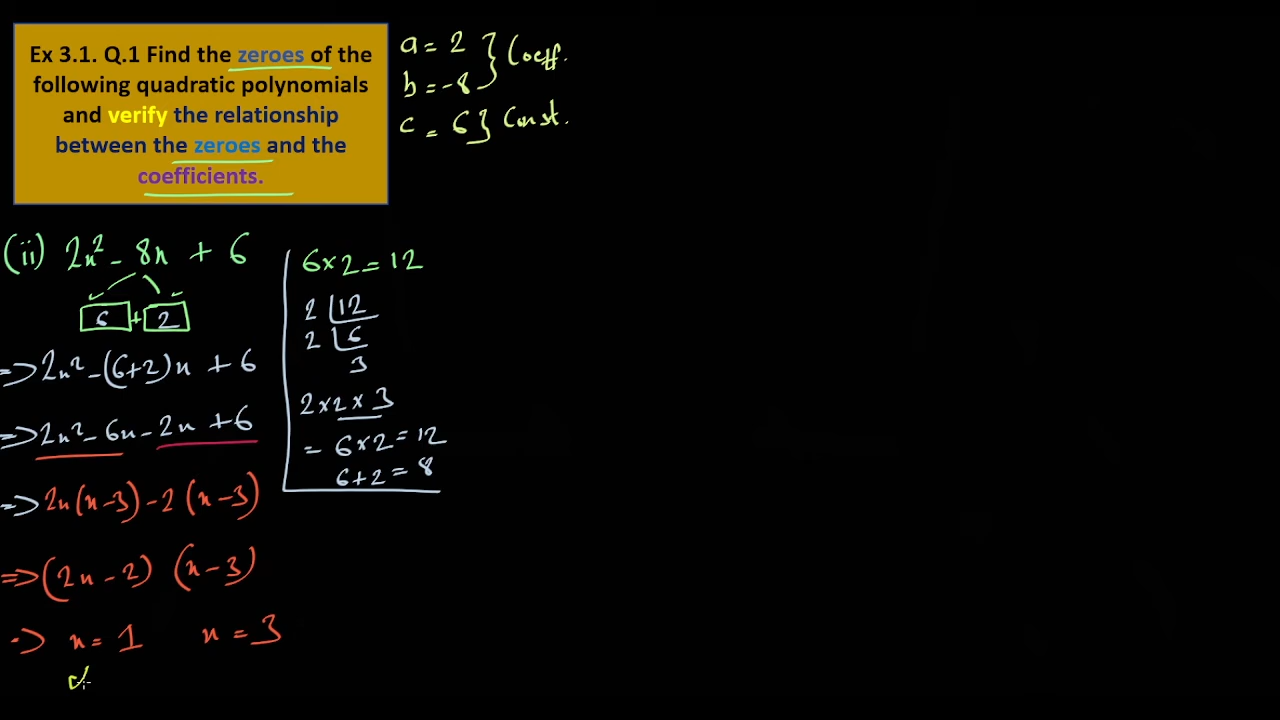 Ex 3.1. Q.1 Find the zeroes of the
following quadratic polynomials
and verify the relationship
between the zeroes and the
coefficients.
a = 2 } Coeff.
b = -8
c = 6 } Const.
(ii) 2x² - 8x + 6
6 + 2
=> 2x² - (6+2)x + 6
=> 2x² - 6x - 2x + 6
=> 2x(x-3) - 2(x-3)
=> (2x-2) (x-3)
=> x = 1 x = 3
6×2 = 12
2 | 12
2 | 6
3
2×2×3
= 6×2 = 12
6+2 = 8